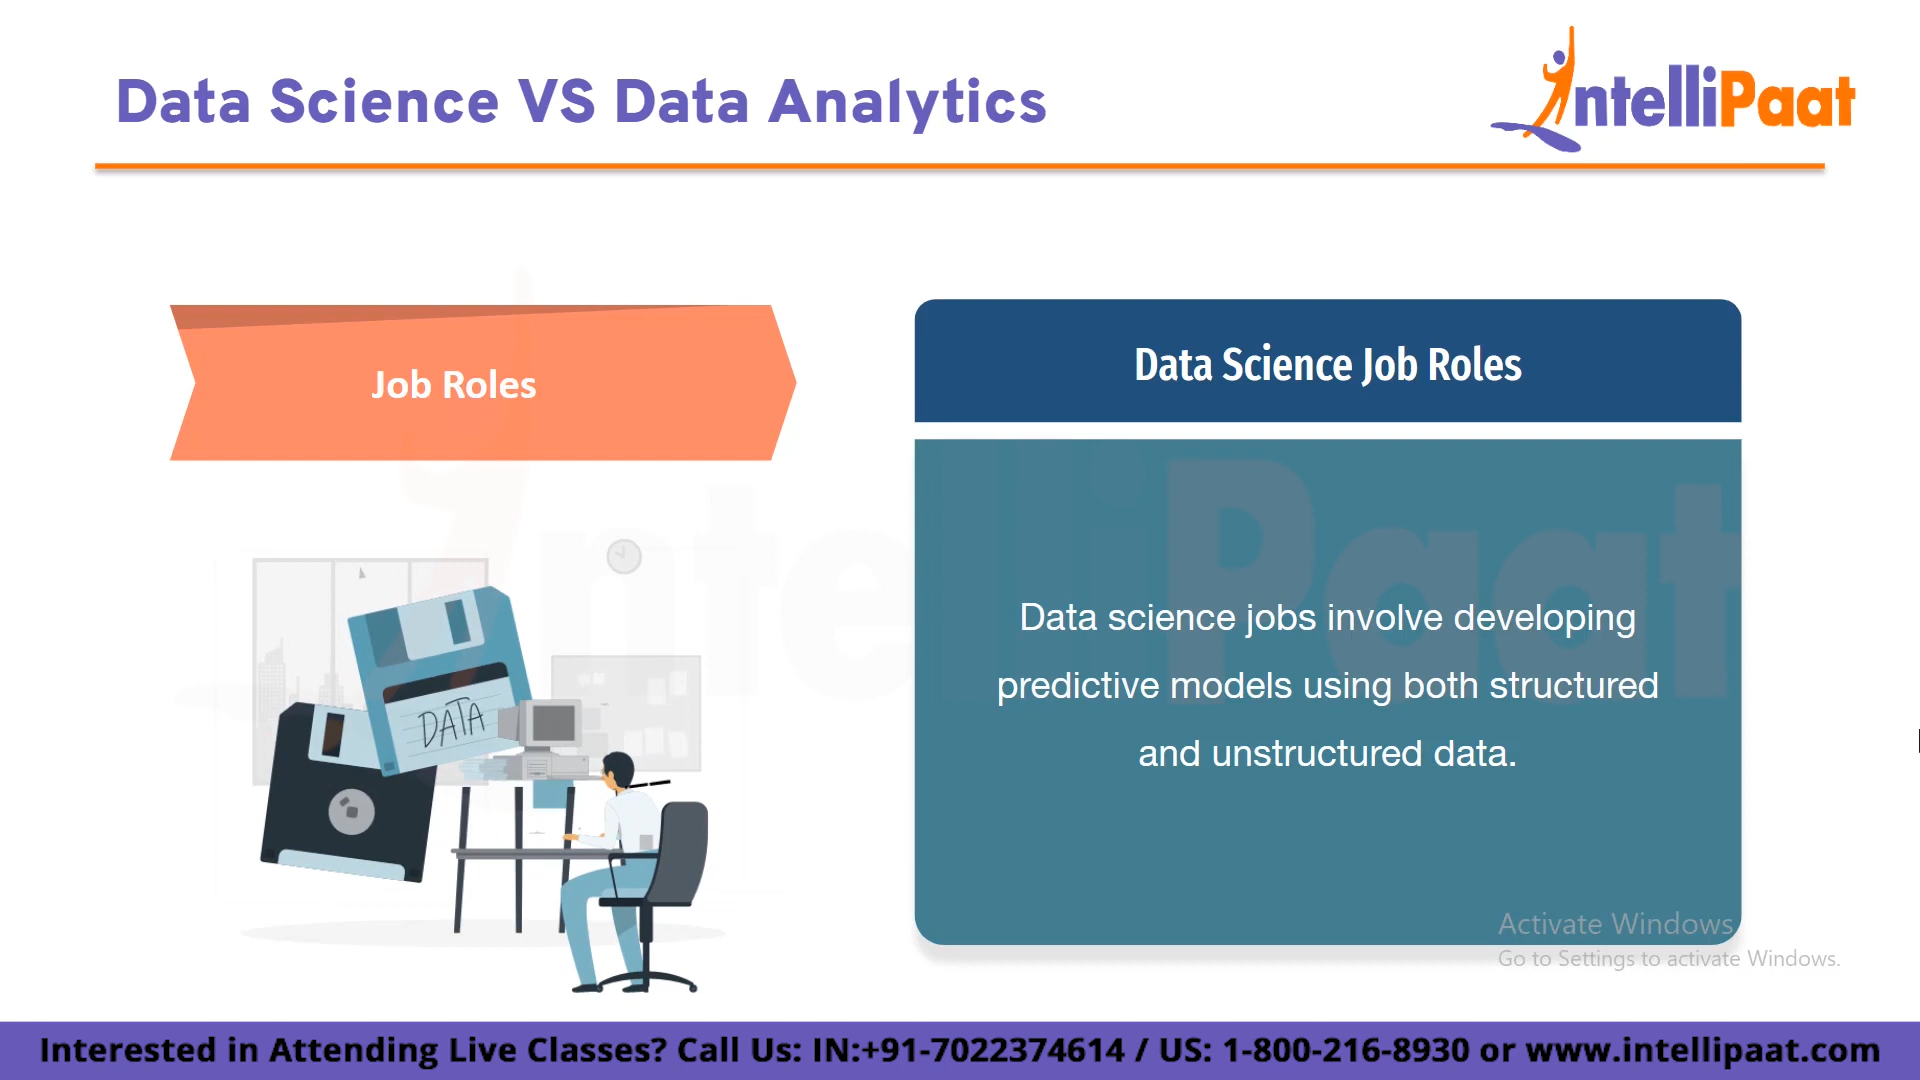 Data Science VS Data Analytics
IntelliPaat
Job Roles
DATA
Data Science Job Roles
Data science jobs involve developing
predictive models using both structured
and unstructured data.
IntelliPaat
Activate Windows
Go to Settings to activate Windows.
Interested in Attending Live Classes? Call Us: IN:+91-7022374614 / US: 1-800-216-8930 or www.intellipaat.com